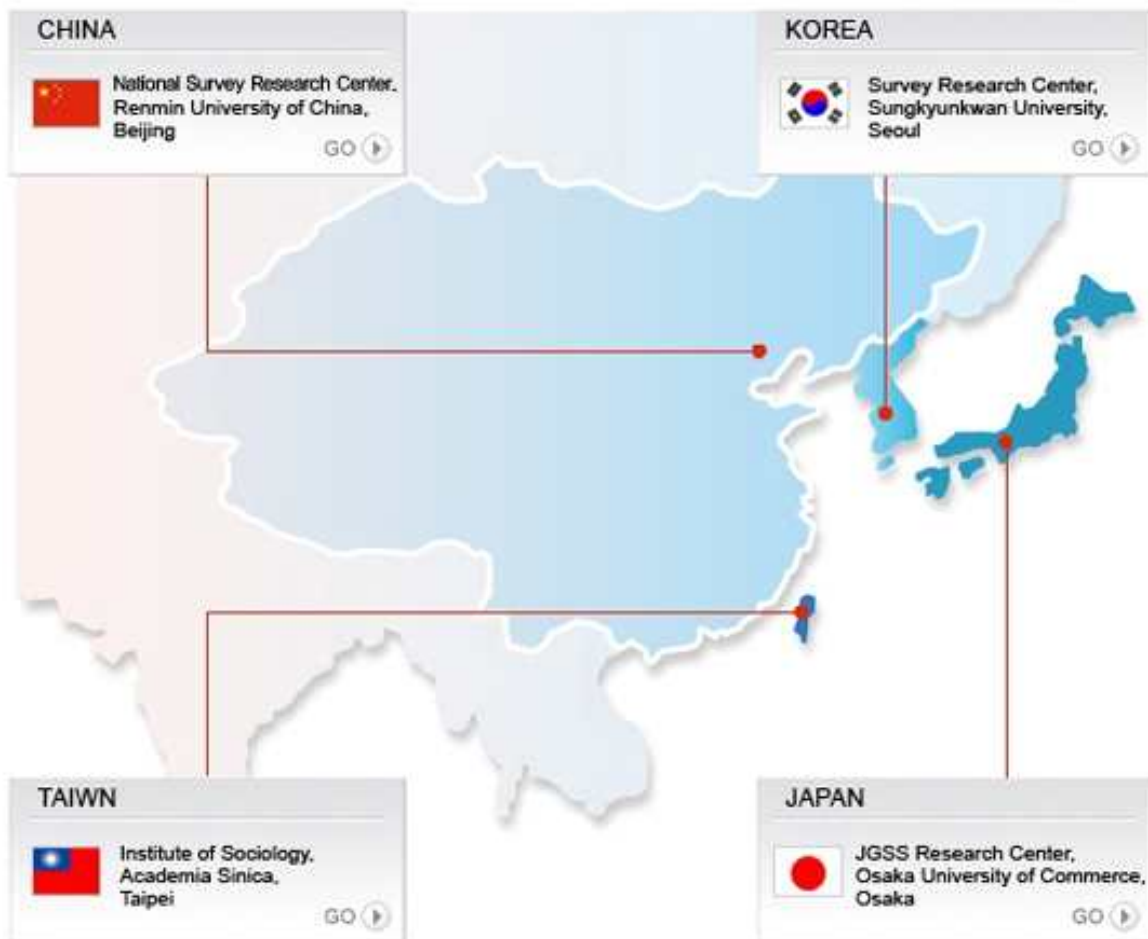 CHINA
National Survey Research Center,
Renmin University of China,
Beijing
GO
KOREA
Survey Research Center,
Sungkyunkwan University,
Seoul
GO
TAIWN
Institute of Sociology,
Academia Sinica,
Taipei
GO
JAPAN
JGSS Research Center,
Osaka University of Commerce,
Osaka
GO